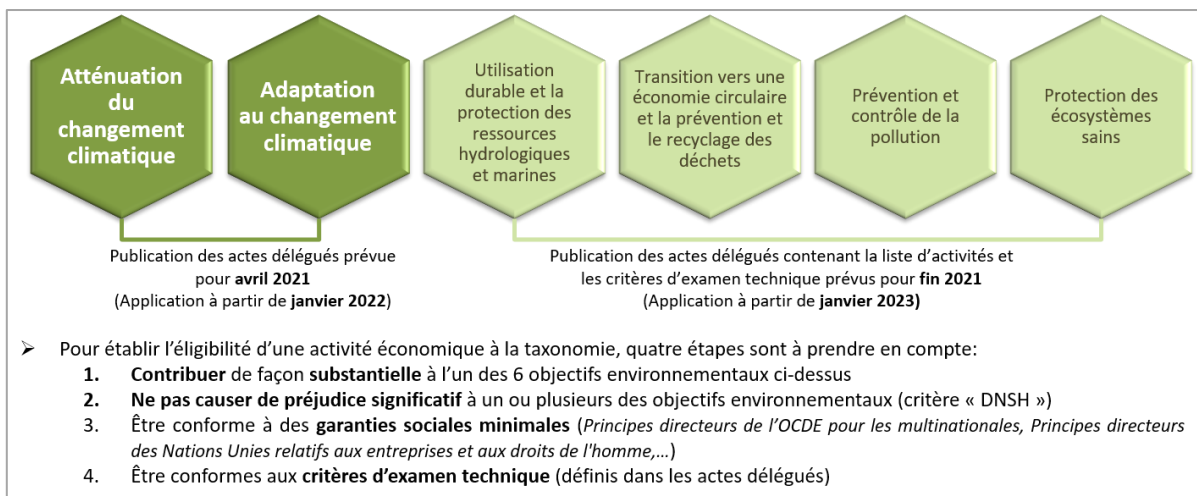 Atténuation
du
changement
climatique
Adaptation
au changement
climatique
Utilisation
durable et la
protection des
ressources
hydrologiques
et marines
Transition vers une
économie circulaire
et la prévention et
le recyclage des
déchets
Prévention et
contrôle de la
pollution
Protection des
écosystèmes
sains
Publication des actes délégués prévue
pour avril 2021
(Application à partir de janvier 2022)
Publication des actes délégués contenant la liste d’activités et
les critères d’examen technique prévus pour fin 2021
(Application à partir de janvier 2023)
➢ Pour établir l’éligibilité d’une activité économique à la taxonomie, quatre étapes sont à prendre en compte:
1. Contribuer de façon substantielle à l’un des 6 objectifs environnementaux ci-dessus
2. Ne pas causer de préjudice significatif à un ou plusieurs des objectifs environnementaux (critère « DNSH »)
3. Être conforme à des garanties sociales minimales (Principes directeurs de l’OCDE pour les multinationales, Principes directeurs
des Nations Unies relatifs aux entreprises et aux droits de l'homme,…)
4. Être conformes aux critères d’examen technique (définis dans les actes délégués)